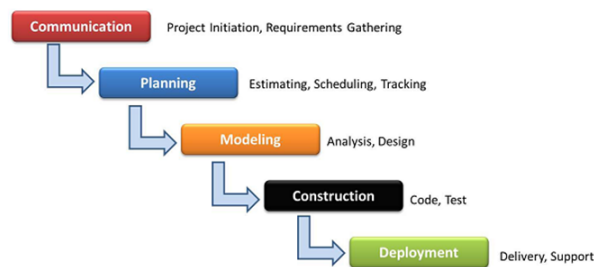 Communication Project Initiation, Requirements Gathering
Planning Estimating, Scheduling, Tracking
Modeling Analysis, Design
Construction Code, Test
Deployment Delivery, Support